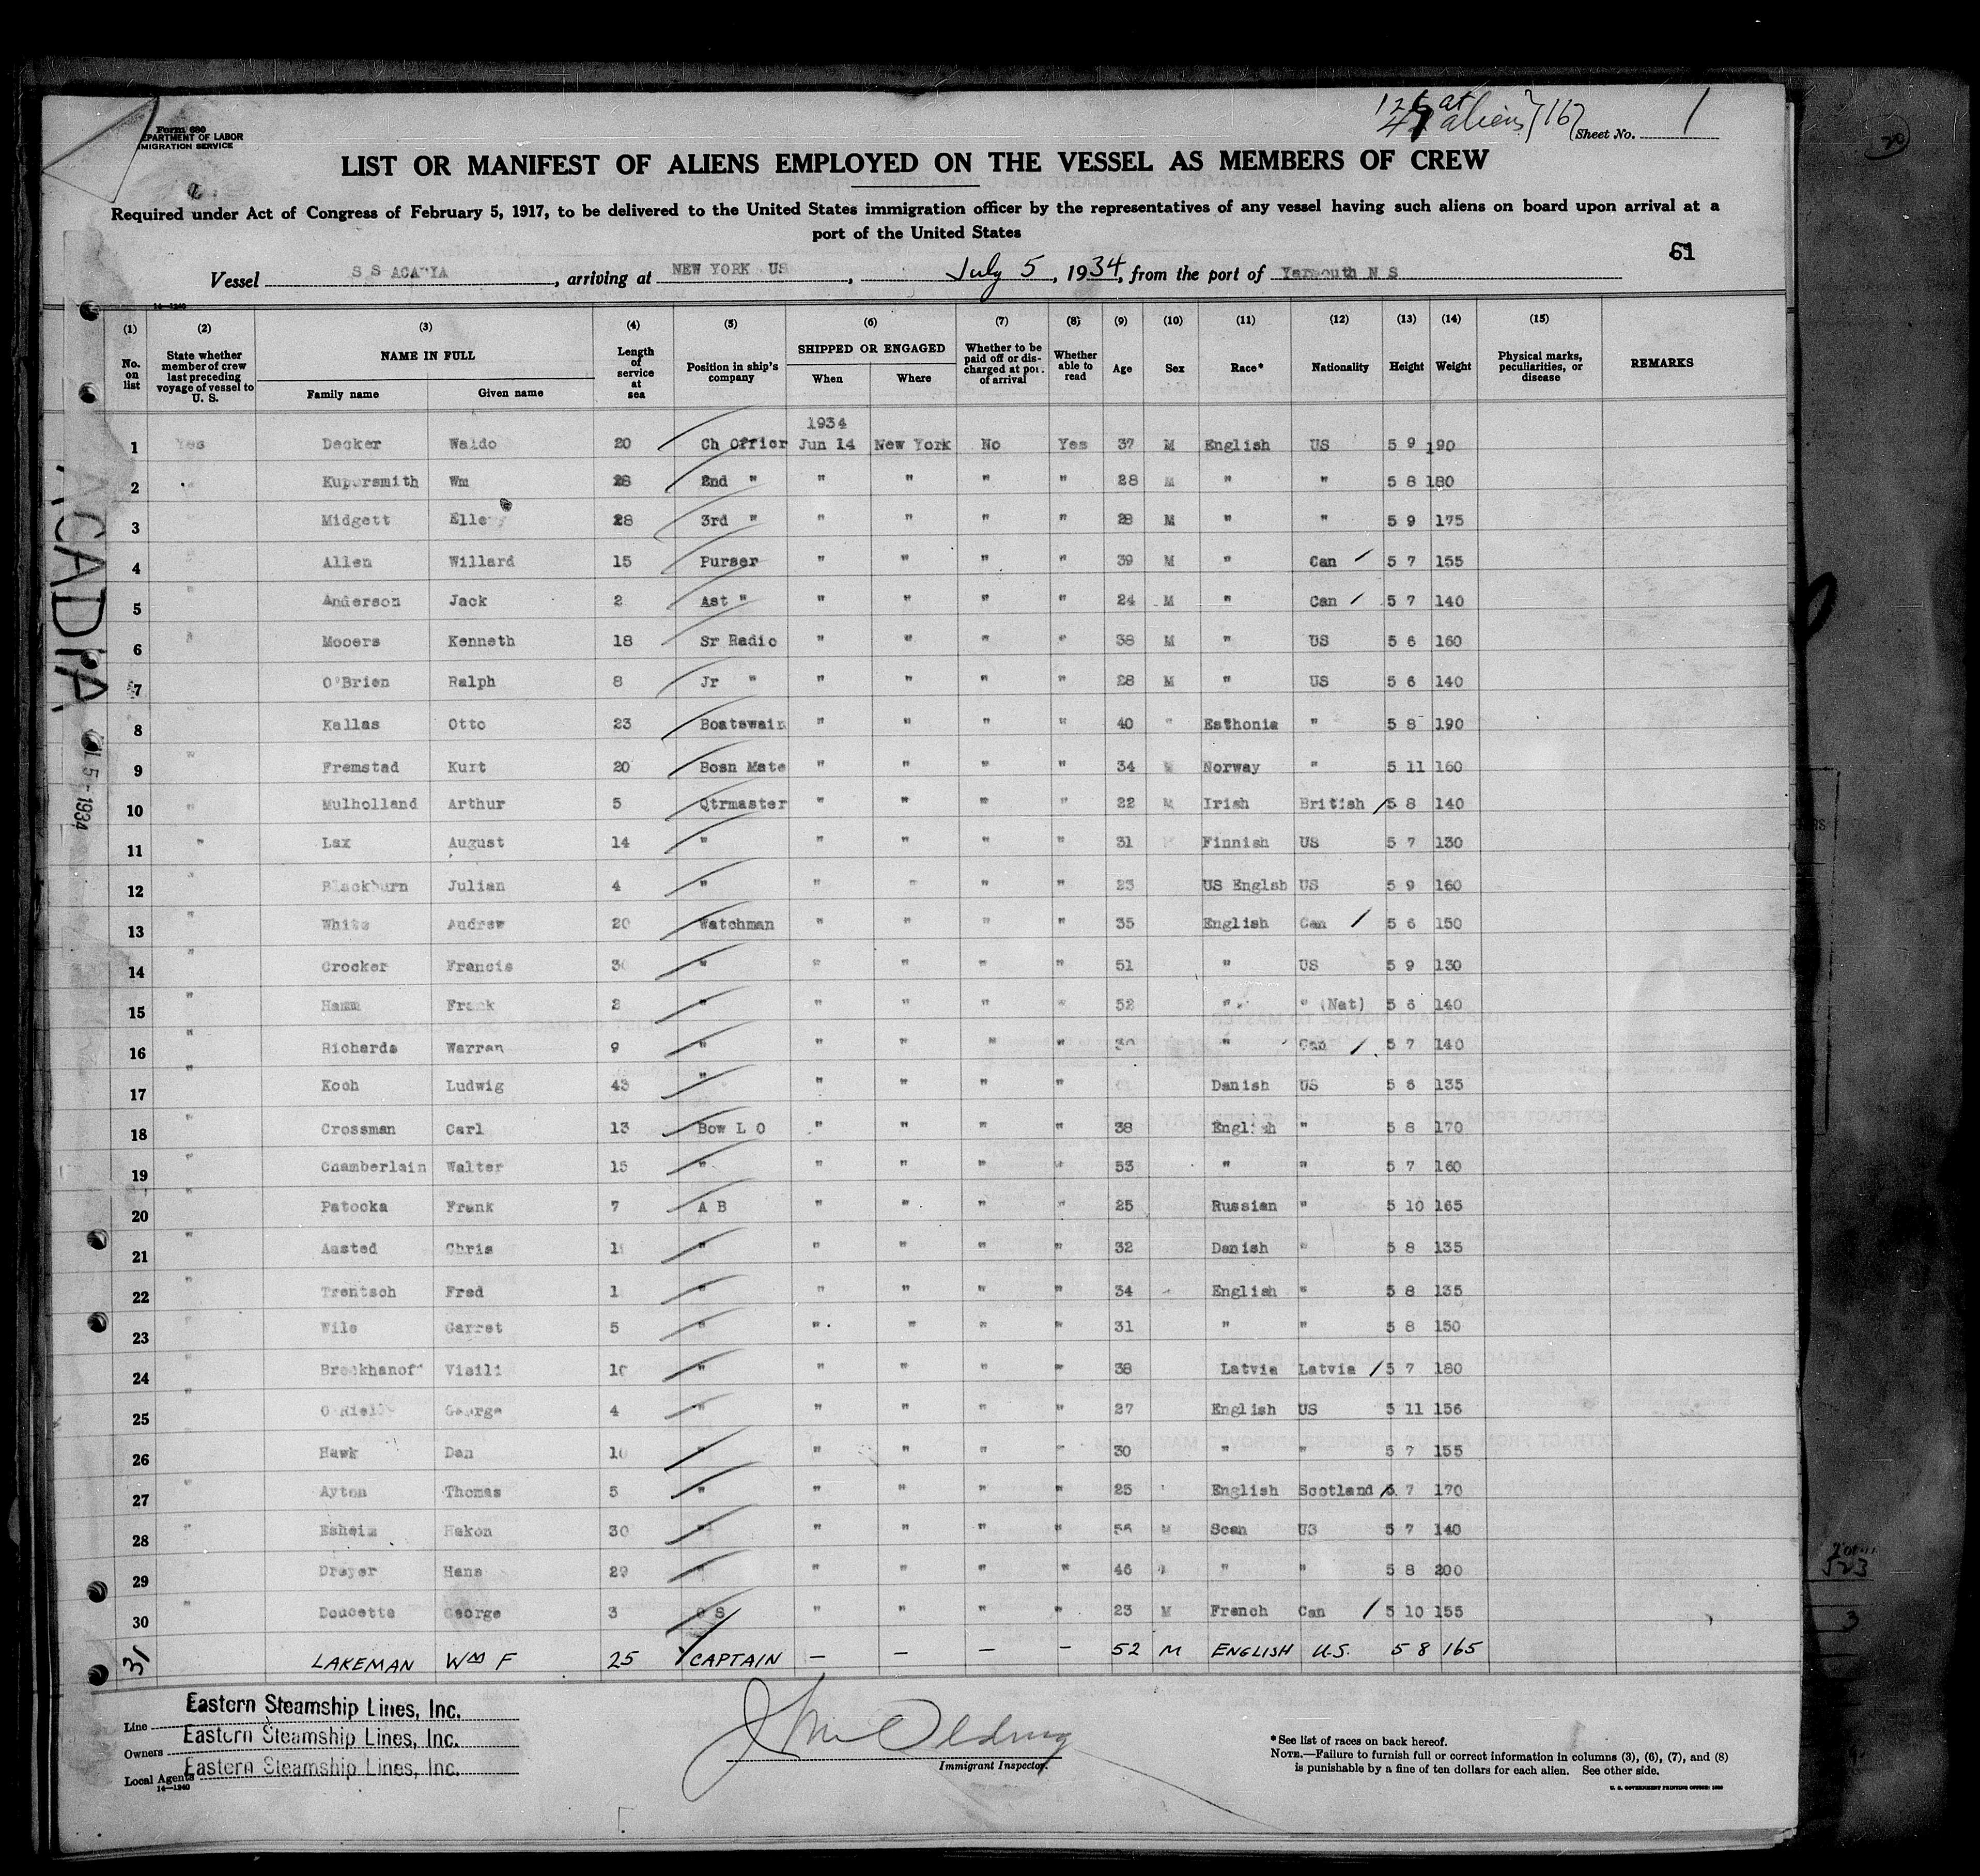 Form 680
DEPARTMENT OF LABOR
IMMIGRATION SERVICE
aliens
Sheet No. 1
LIST OR MANIFEST OF ALIENS EMPLOYED ON THE VESSEL AS MEMBERS OF CREW
Required under Act of Congress of February 5, 1917, to be delivered to the United States immigration officer by the representatives of any vessel having such aliens on board upon arrival at a
port of the United States
61
Vessel S S ACADIA, arriving at NEW YORK US, July 5, 1934, from the port of Yarmouth N S
14-1240
(1) (2) (3) (4) (5) (6) (7) (8) (9) (10) (11) (12) (13) (14) (15)
No. on list State whether member of crew last preceding voyage of vessel to U. S. NAME IN FULL Family name Given name Length of service at sea Position in ship's company SHIPPED OR ENGAGED When Where Whether to be paid off or discharged at port of arrival Whether able to read Age Sex Race* Nationality Height Weight Physical marks, peculiarities, or disease REMARKS
1934
1 Yes Decker Waldo 20 Ch Officr Jun 14 New York No Yes 37 M English US 5 9 190
2 Kupersmith Wm 28 2nd " " " " " 28 M " " 5 8 180
3 Midgett Elle 28 3rd " " " " " 28 M " " 5 9 175
4 " Allen Willard 15 Purser " " " " 39 M " Can 5 7 155
5 " Anderson Jack 2 Ast " " " " " 24 M " Can 5 7 140
6 " Mooers Kenneth 18 Sr Radio " " " " 38 M " US 5 6 160
7 O'Brien Ralph 8 Jr " " " " " 28 M " US 5 6 140
8 " Kallas Otto 23 Boatswain " " " " 40 " Esthonia " 5 8 190
9 " Fremstad Kurt 20 Bosn Mate " " " " 34 Norway " 5 11 160
10 " Mulholland Arthur 5 Qtrmaster " " " " 22 M Irish British 5 8 140
11 " Lax August 14 " " " " " 31 Finnish US 5 7 130
12 " Blackburn Julian 4 " " " " " 23 US Englsh US 5 9 160
13 " White Andrew 20 Watchman " " " " 35 English Can 5 6 150
14 " Crocker Francis 30 " " " " " 51 " US 5 9 130
15 " Hamm Frank 2 " " " " " 52 " " (Nat) 5 6 140
16 " Richards Warren 9 " " " " " 30 " Can 5 7 140
17 " Koch Ludwig 43 " " " " " Danish US 5 6 135
18 " Crossman Carl 13 Bow L O " " " " 38 English " 5 8 170
19 " Chamberlain Walter 15 " " " " " 53 " " 5 7 160
20 " Patocka Frank 7 A B " " " " 25 Russian " 5 10 165
21 " Aasted Chris " " " " " 32 Danish " 5 8 135
22 " Trentsch Fred 1 " " " " " 34 English " 5 8 135
23 " Wile Garret 5 " " " " " 31 " " 5 8 150
24 " Brockhanoff Visili 10 " " " " " 38 Latvia Latvia 5 7 180
25 " George 4 " " " " " 27 English US 5 11 156
26 Hawk Dan 10 " " " " " 30 " " 5 7 155
27 " Ayton Thomas 5 " " " " " 25 English Scotland 5 7 170
28 " Esheim Hakon 30 " " " " " 56 M Scan US 5 7 140
29 " Dreyer Hans 29 " " " " " 46 " " 5 8 200
30 " Doucette George 3 O S " " " " 23 M French Can 5 10 155
31 LAKEMAN Wm F 25 CAPTAIN — — — — 52 M ENGLISH U.S. 5 8 165
ACADIA
5-1934
Line Eastern Steamship Lines, Inc.
Owners Eastern Steamship Lines, Inc.
Local Agents Eastern Steamship Lines, Inc.
14-1240
Immigrant Inspector.
*See list of races on back hereof.
NOTE.—Failure to furnish full or correct information in columns (3), (6), (7), and (8)
is punishable by a fine of ten dollars for each alien. See other side.